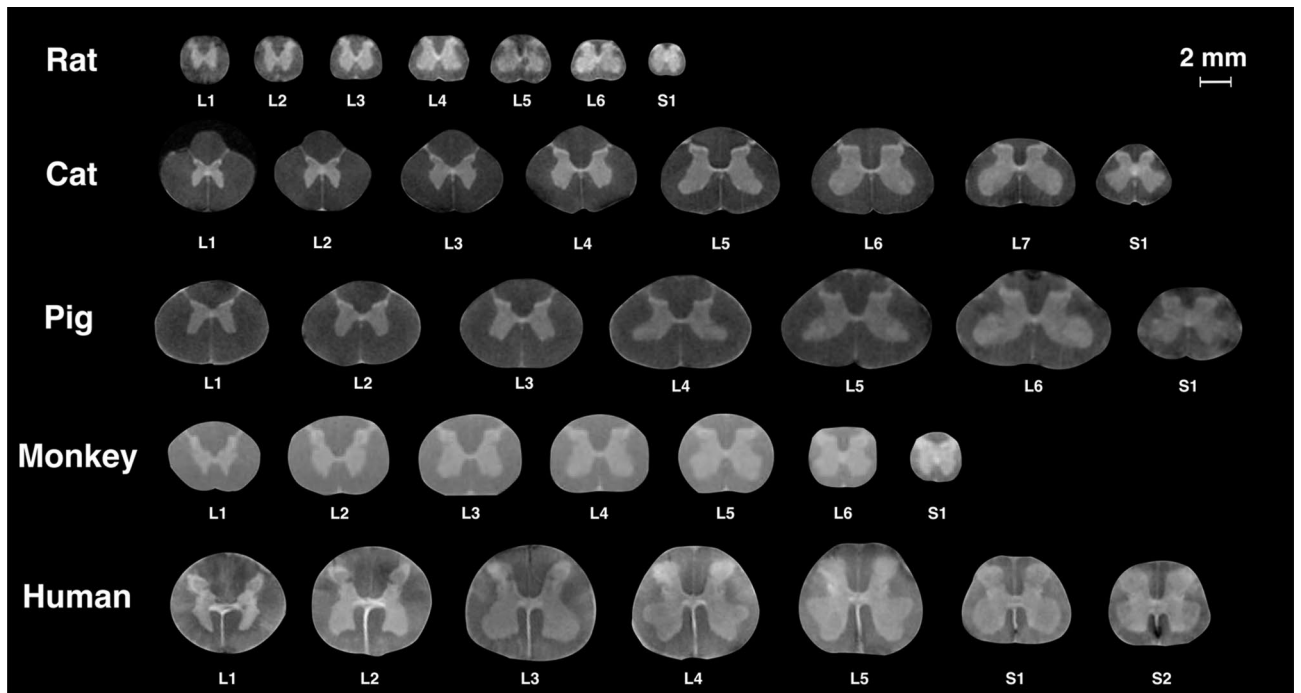 Rat
2 mm
L1 L2 L3 L4 L5 L6 S1
Cat
L1 L2 L3 L4 L5 L6 L7 S1
Pig
L1 L2 L3 L4 L5 L6 S1
Monkey
L1 L2 L3 L4 L5 L6 S1
Human
L1 L2 L3 L4 L5 S1 S2